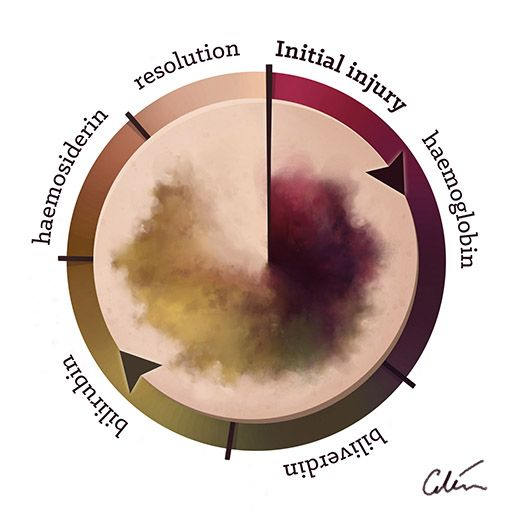 Initial injury
haemoglobin
biliverdin
bilirubin
haemosiderin
resolution